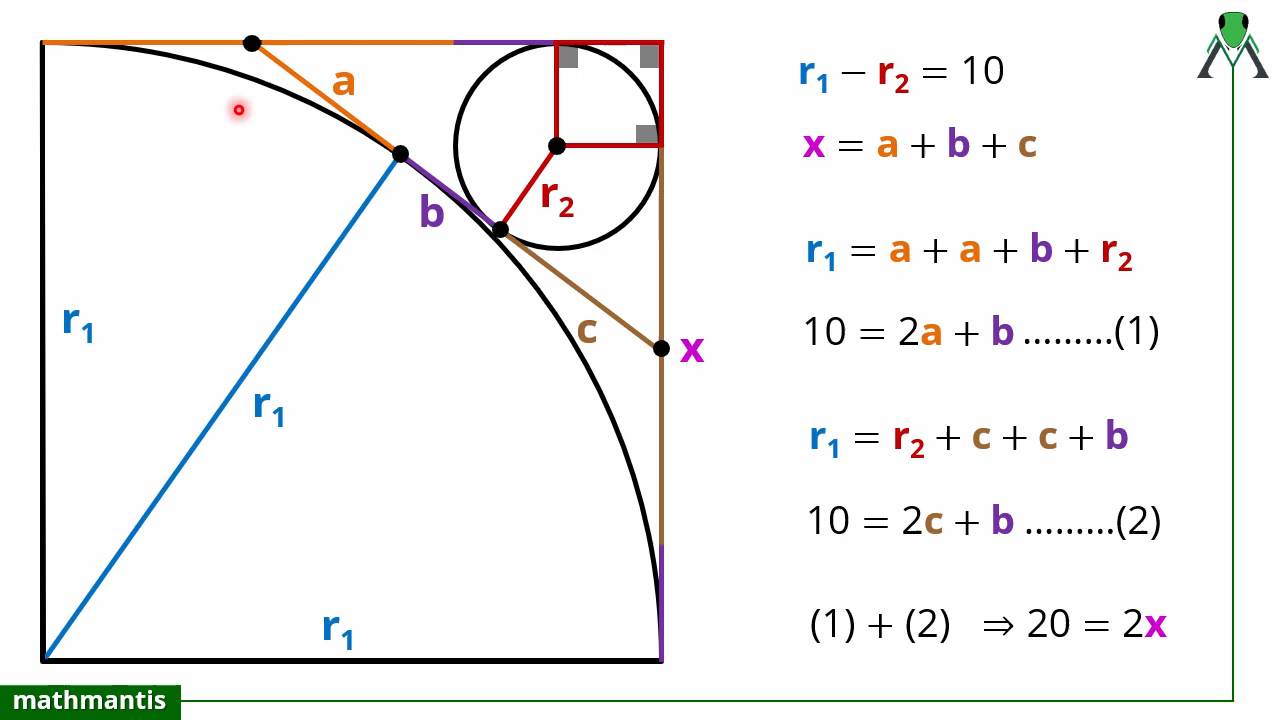 a
r₂
b
r₁
c
x
r₁
r₁
r₁ − r₂ = 10
x = a + b + c
r₁ = a + a + b + r₂
10 = 2a + b .........(1)
r₁ = r₂ + c + c + b
10 = 2c + b .........(2)
(1) + (2) ⇒ 20 = 2x
mathmantis